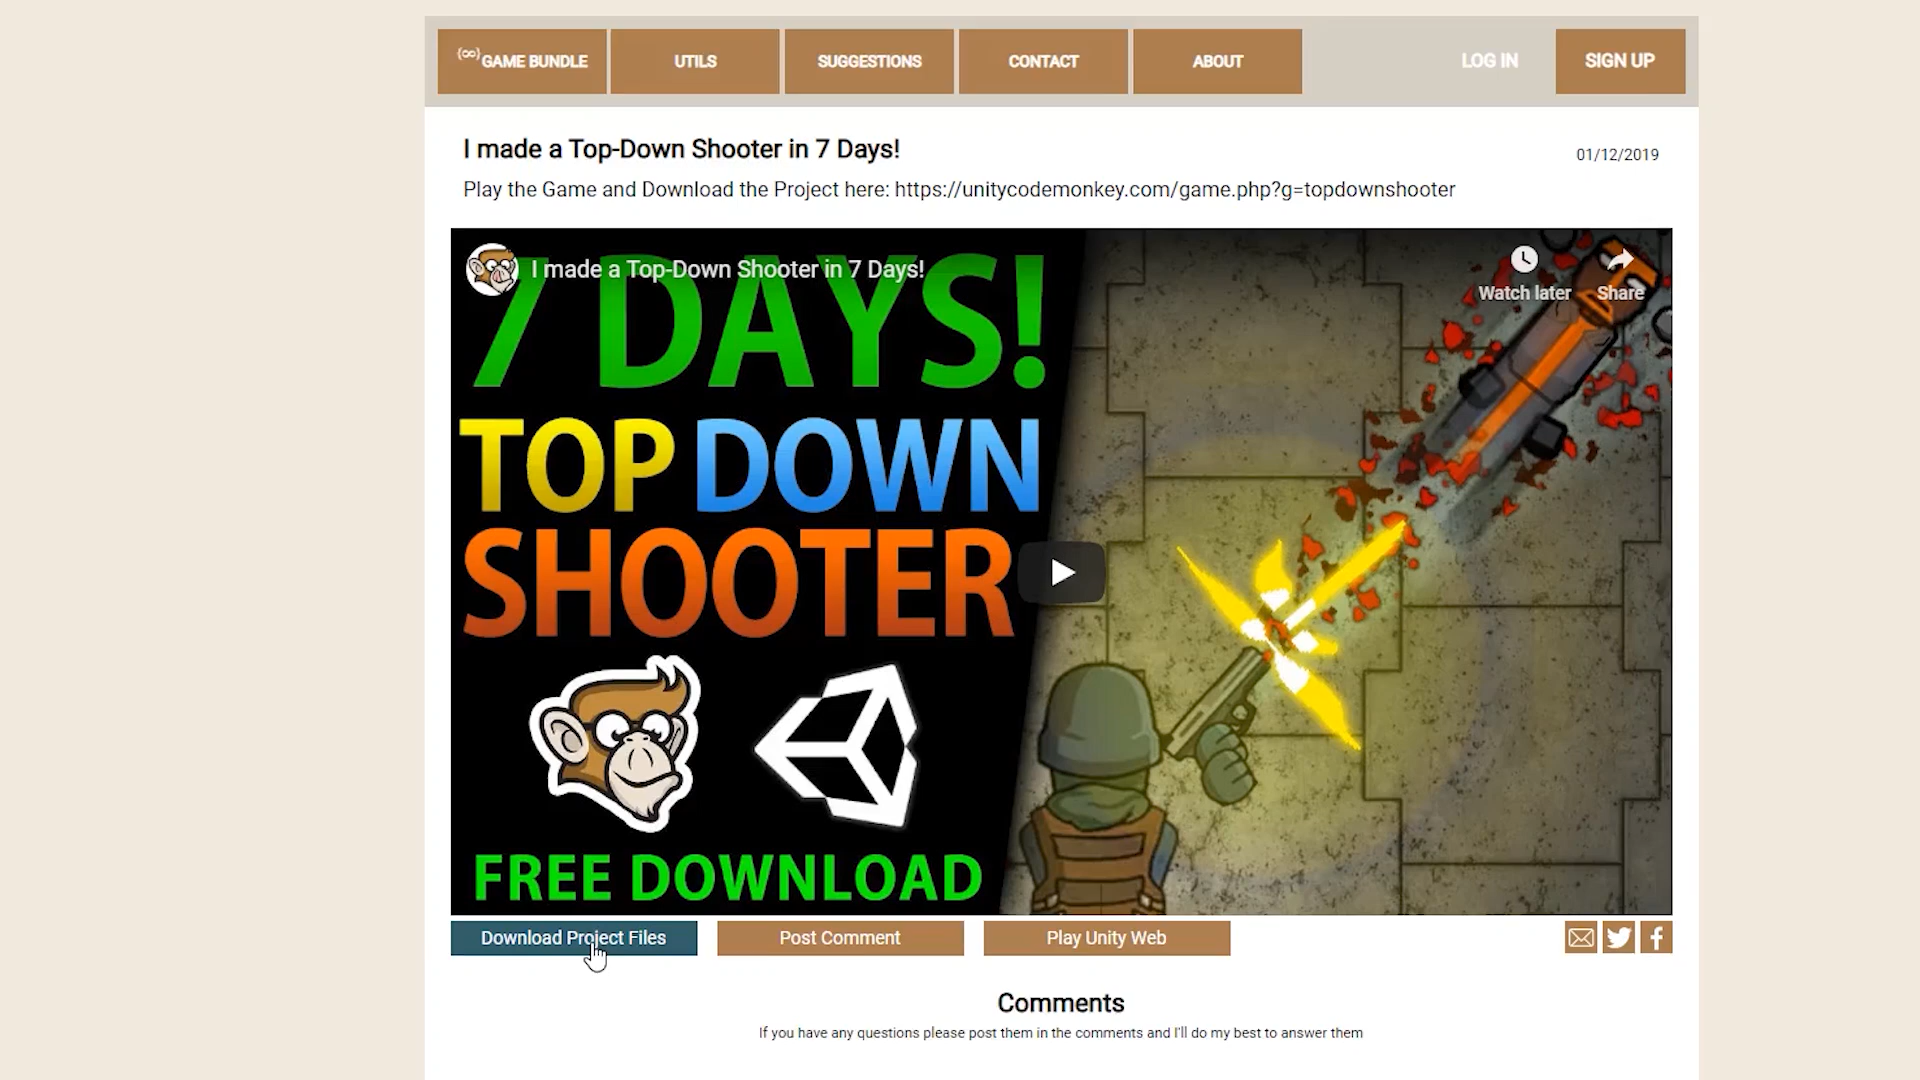 {∞} GAME BUNDLE
UTILS
SUGGESTIONS
CONTACT
ABOUT
LOG IN
SIGN UP
I made a Top-Down Shooter in 7 Days!
01/12/2019
Play the Game and Download the Project here: https://unitycodemonkey.com/game.php?g=topdownshooter
I made a Top-Down Shooter in 7 Days!
Watch later
Share
7 DAYS!
TOP DOWN
SHOOTER
FREE DOWNLOAD
Download Project Files
Post Comment
Play Unity Web
Comments
If you have any questions please post them in the comments and I'll do my best to answer them